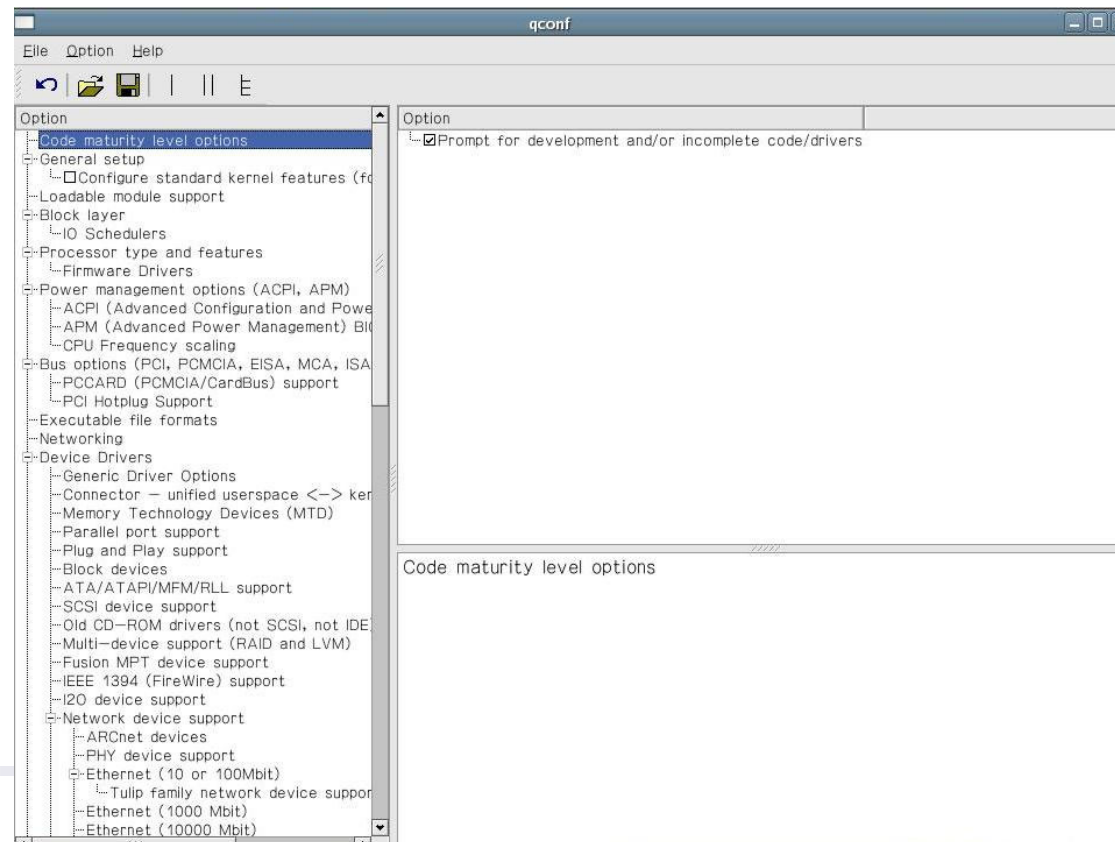 qconf
File Option Help
Option
Code maturity level options
General setup
Configure standard kernel features (fo
Loadable module support
Block layer
IO Schedulers
Processor type and features
Firmware Drivers
Power management options (ACPI, APM)
ACPI (Advanced Configuration and Powe
APM (Advanced Power Management) BIO
CPU Frequency scaling
Bus options (PCI, PCMCIA, EISA, MCA, ISA
PCCARD (PCMCIA/CardBus) support
PCI Hotplug Support
Executable file formats
Networking
Device Drivers
Generic Driver Options
Connector - unified userspace <-> ker
Memory Technology Devices (MTD)
Parallel port support
Plug and Play support
Block devices
ATA/ATAPI/MFM/RLL support
SCSI device support
Old CD-ROM drivers (not SCSI, not IDE
Multi-device support (RAID and LVM)
Fusion MPT device support
IEEE 1394 (FireWire) support
I2O device support
Network device support
ARCnet devices
PHY device support
Ethernet (10 or 100Mbit)
Tulip family network device suppor
Ethernet (1000 Mbit)
Ethernet (10000 Mbit)
Option
Prompt for development and/or incomplete code/drivers
Code maturity level options